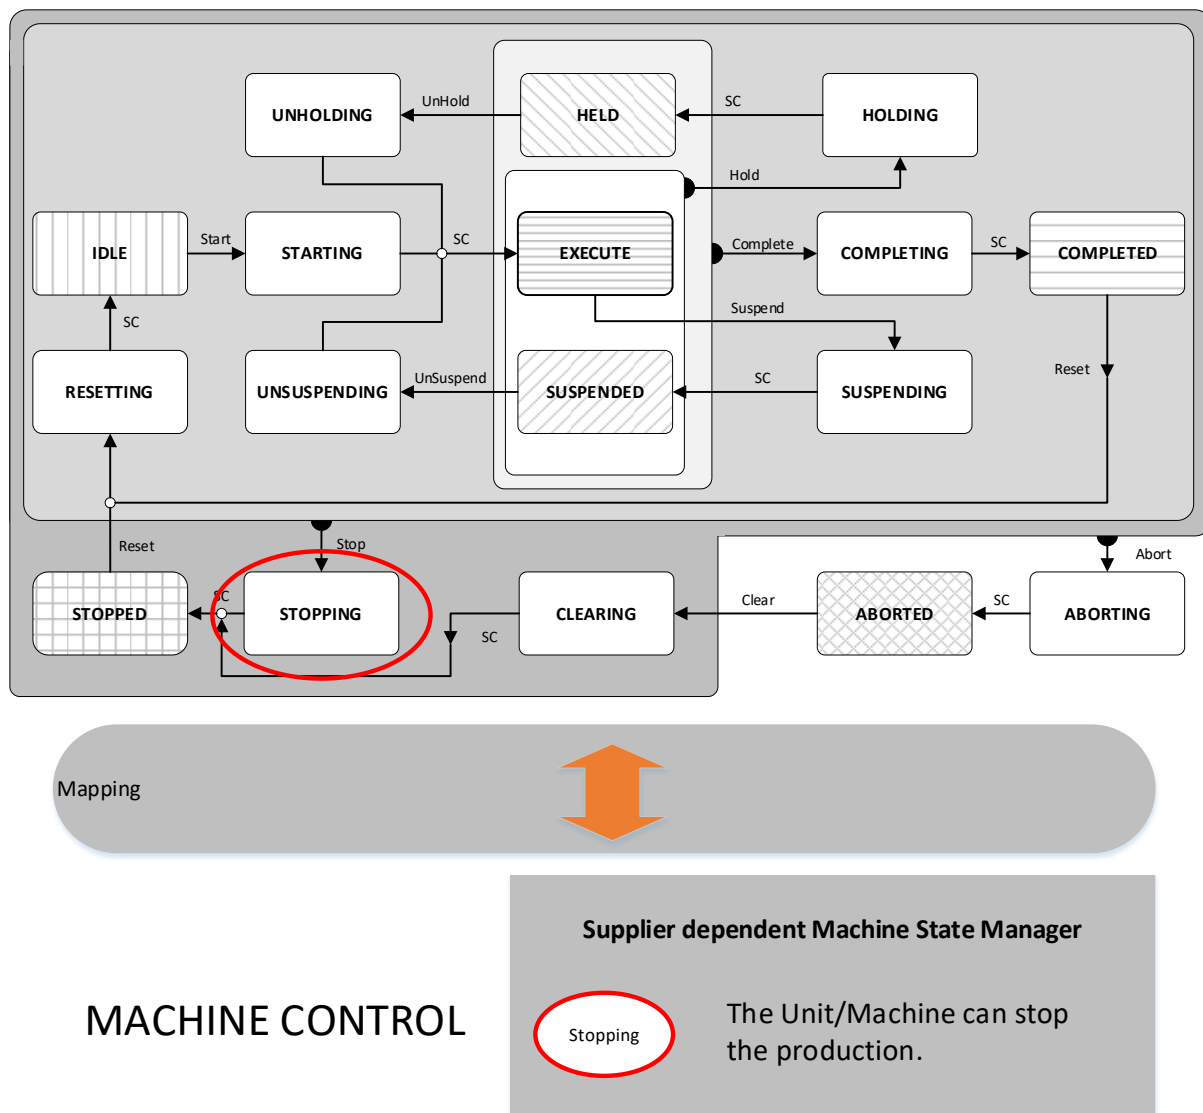 UnHold
SC
UNHOLDING
HELD
HOLDING
Hold
Start
SC
Complete
SC
IDLE
STARTING
EXECUTE
COMPLETING
COMPLETED
SC
Suspend
UnSuspend
SC
Reset
RESETTING
UNSUSPENDING
SUSPENDED
SUSPENDING
Reset
Stop
Abort
SC
Clear
SC
STOPPED
STOPPING
CLEARING
ABORTED
ABORTING
SC
Mapping
Supplier dependent Machine State Manager
MACHINE CONTROL
Stopping
The Unit/Machine can stop
the production.